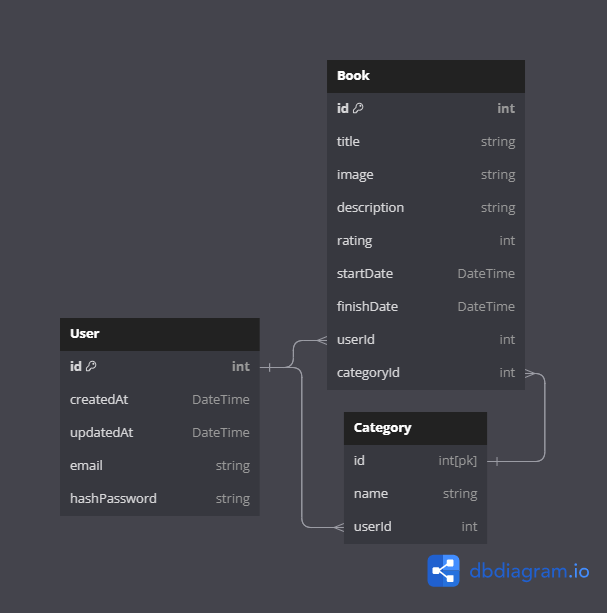 Book
id int
title string
image string
description string
rating int
startDate DateTime
finishDate DateTime
userId int
categoryId int
User
id int
createdAt DateTime
updatedAt DateTime
email string
hashPassword string
Category
id int[pk]
name string
userId int
dbdiagram.io